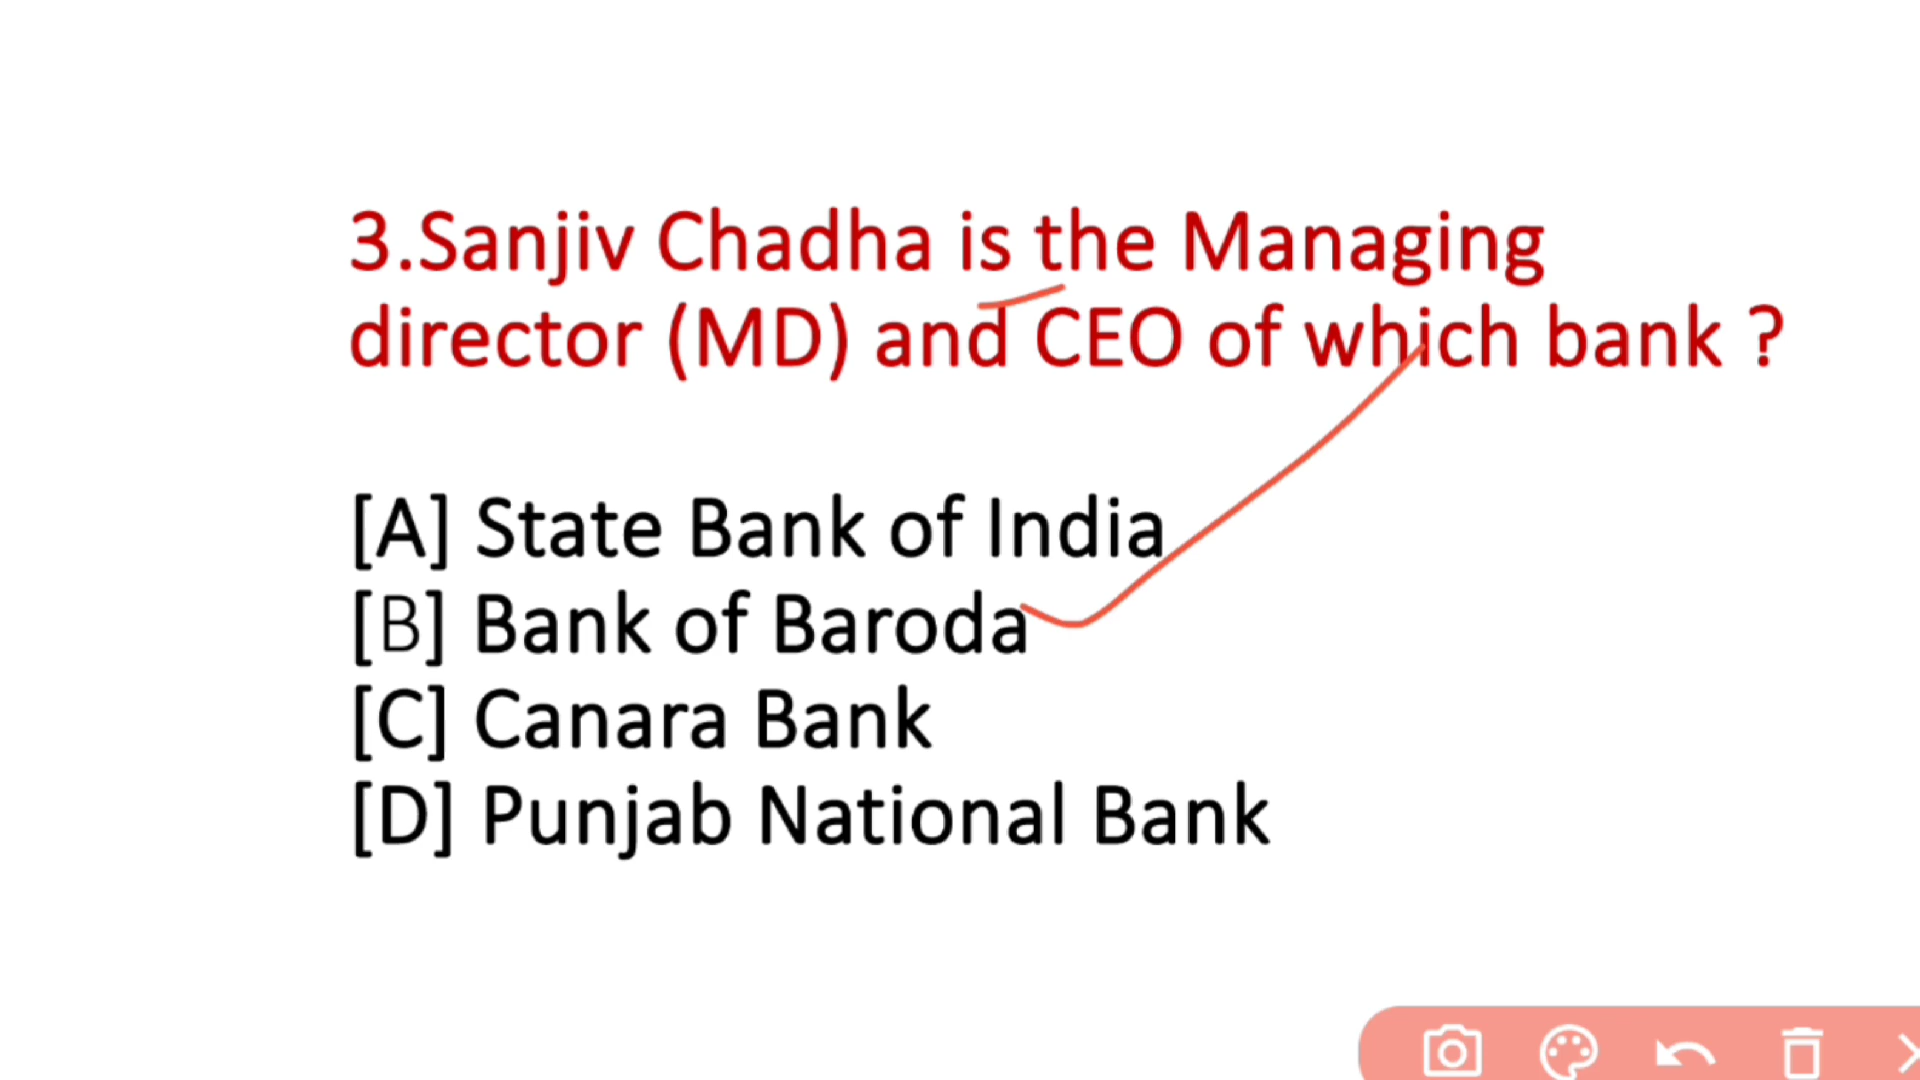 3.Sanjiv Chadha is the Managing
director (MD) and CEO of which bank ?
[A] State Bank of India
[B] Bank of Baroda
[C] Canara Bank
[D] Punjab National Bank